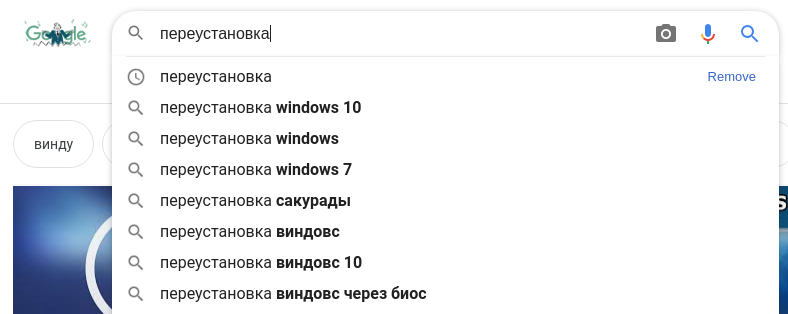 Google
переустановка
переустановка
Remove
переустановка windows 10
переустановка windows
винду
переустановка windows 7
переустановка сакурады
переустановка виндовс
переустановка виндовс 10
переустановка виндовс через биос